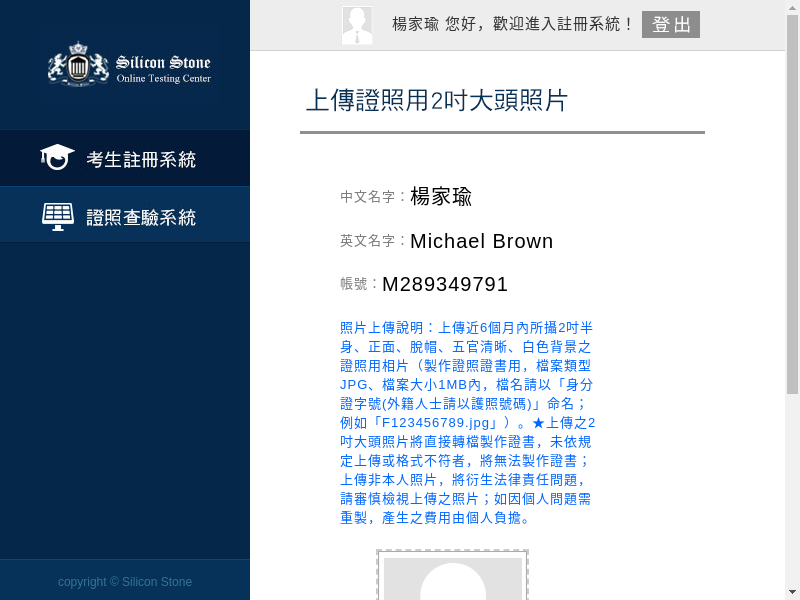 Silicon Stone
Online Testing Center
考生註冊系統
證照查驗系統
copyright © Silicon Stone
楊家瑜 您好，歡迎進入註冊系統！ 登出
上傳證照用2吋大頭照片
中文名字：楊家瑜
英文名字：Michael Brown
帳號：M289349791
照片上傳說明：上傳近6個月內所攝2吋半
身、正面、脫帽、五官清晰、白色背景之
證照用相片（製作證照證書用，檔案類型
JPG、檔案大小1MB內，檔名請以「身分
證字號(外籍人士請以護照號碼)」命名；
例如「F123456789.jpg」）。★上傳之2
吋大頭照片將直接轉檔製作證書，未依規
定上傳或格式不符者，將無法製作證書；
上傳非本人照片，將衍生法律責任問題，
請審慎檢視上傳之照片；如因個人問題需
重製，產生之費用由個人負擔。